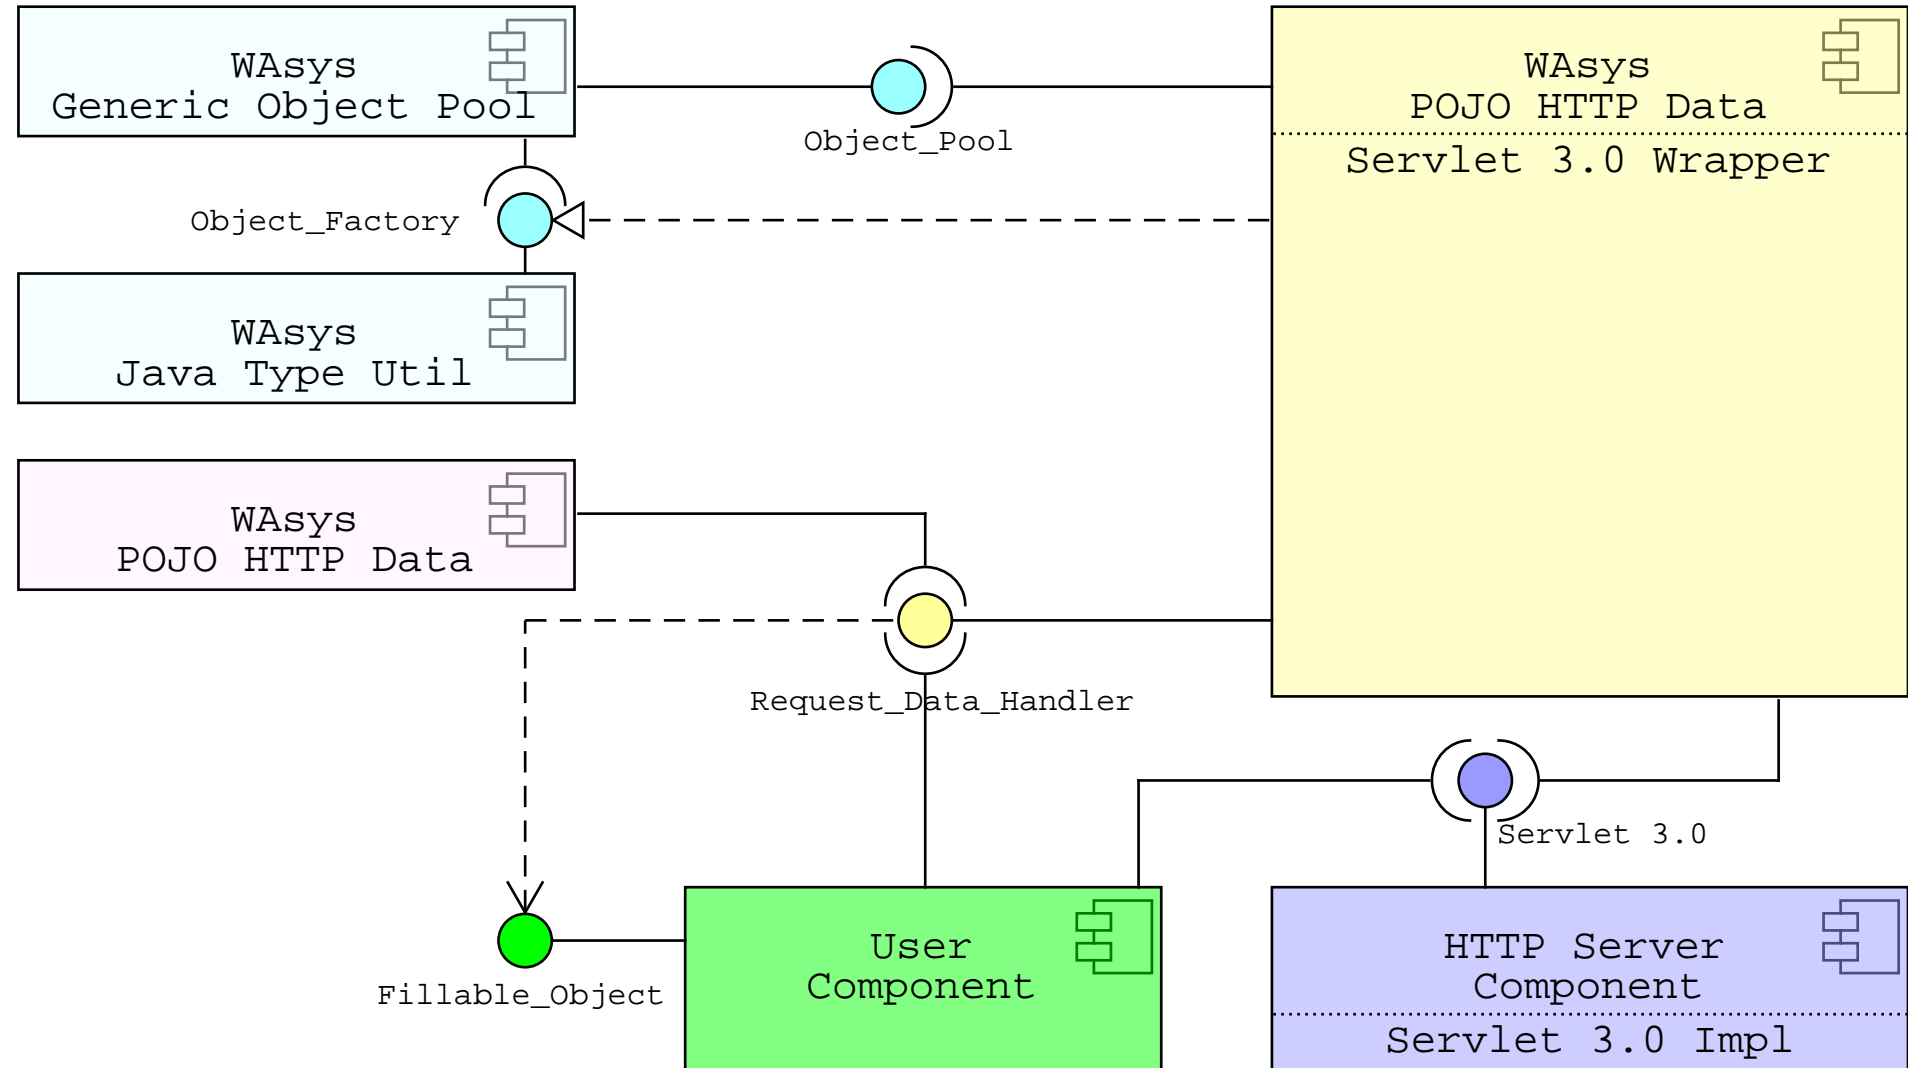 WAsys
Generic Object Pool
WAsys
POJO HTTP Data
Servlet 3.0 Wrapper
Object_Pool
Object_Factory
WAsys
Java Type Util
WAsys
POJO HTTP Data
Request_Data_Handler
Servlet 3.0
User
Component
Fillable_Object
HTTP Server
Component
Servlet 3.0 Impl